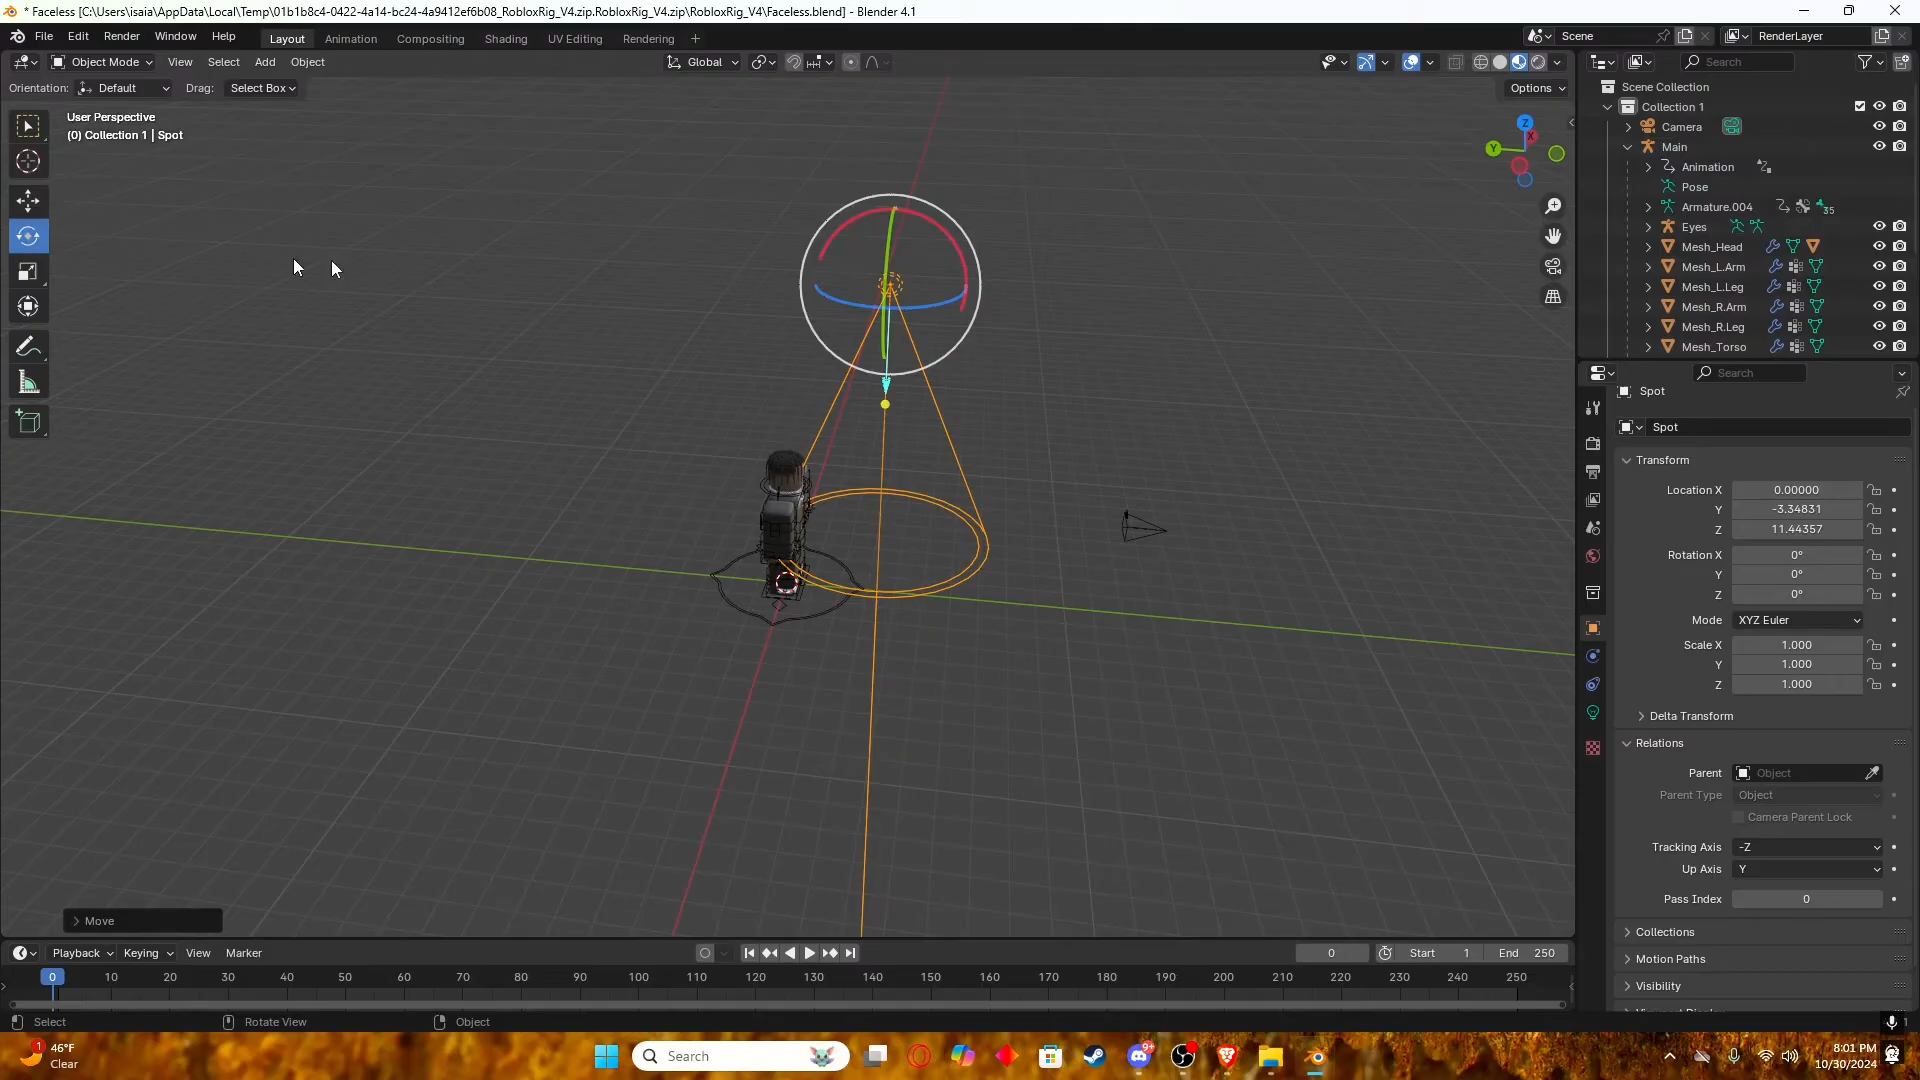 * Faceless [C:\Users\isaia\AppData\Local\Temp\01b1b8c4-0422-4a14-bc24-4a9412ef6b08_RobloxRig_V4.zip.RobloxRig_V4.zip\RobloxRig_V4\Faceless.blend] - Blender 4.1
File Edit Render Window Help Layout Animation Compositing Shading UV Editing Rendering + Scene RenderLayer
Object Mode View Select Add Object Global Search
Orientation: Default Drag: Select Box Options
Scene Collection
User Perspective
(0) Collection 1 | Spot
Collection 1
Camera
Main
Animation
Pose
Armature.004 35
Eyes
Mesh_Head
Mesh_L.Arm
Mesh_L.Leg
Mesh_R.Arm
Mesh_R.Leg
Mesh_Torso
Z
X
Y
Search
Spot
Spot
Transform
Location X 0.00000
Y -3.34831
Z 11.44357
Rotation X 0°
Y 0°
Z 0°
Mode XYZ Euler
Scale X 1.000
Y 1.000
Z 1.000
Delta Transform
Relations
Parent Object
Parent Type Object
Camera Parent Lock
Tracking Axis -Z
Up Axis Y
Pass Index 0
Collections
Motion Paths
Visibility
Move
Playback Keying View Marker 0 Start 1 End 250
0 10 20 30 40 50 60 70 80 90 100 110 120 130 140 150 160 170 180 190 200 210 220 230 240 250
Select Rotate View Object 1
1 46°F
Clear
Search
9+
8:01 PM
10/30/2024